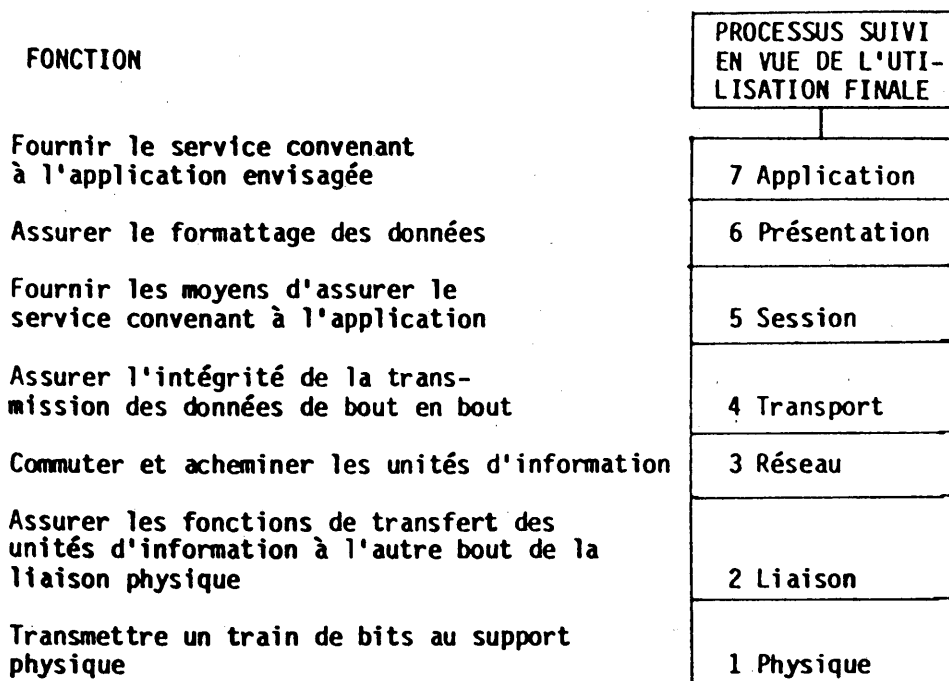 FONCTION
PROCESSUS SUIVI
EN VUE DE L'UTI-
LISATION FINALE
Fournir le service convenant
à l'application envisagée
7 Application
Assurer le formattage des données
6 Présentation
Fournir les moyens d'assurer le
service convenant à l'application
5 Session
Assurer l'intégrité de la trans-
mission des données de bout en bout
4 Transport
Commuter et acheminer les unités d'information
3 Réseau
Assurer les fonctions de transfert des
unités d'information à l'autre bout de la
liaison physique
2 Liaison
Transmettre un train de bits au support
physique
1 Physique